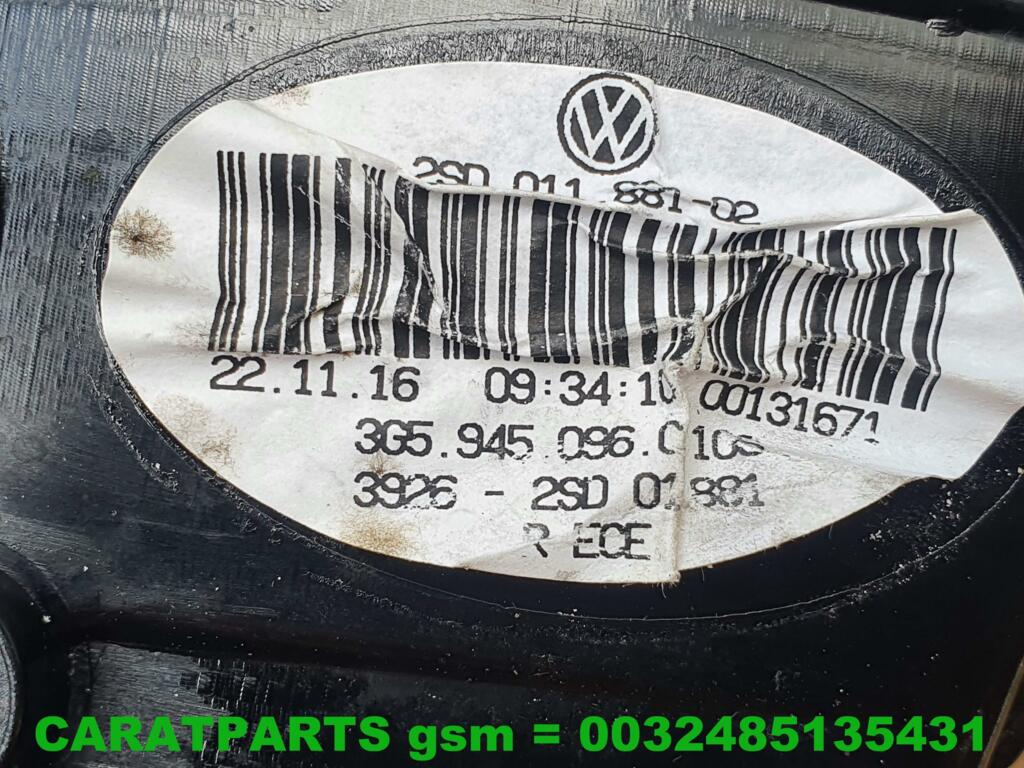 2SD 011 881-02
22.11.16 09:34:10 00131671
3G5.945 096.
3926 - 2SD 881
R ECE
CARATPARTS gsm = 0032485135431